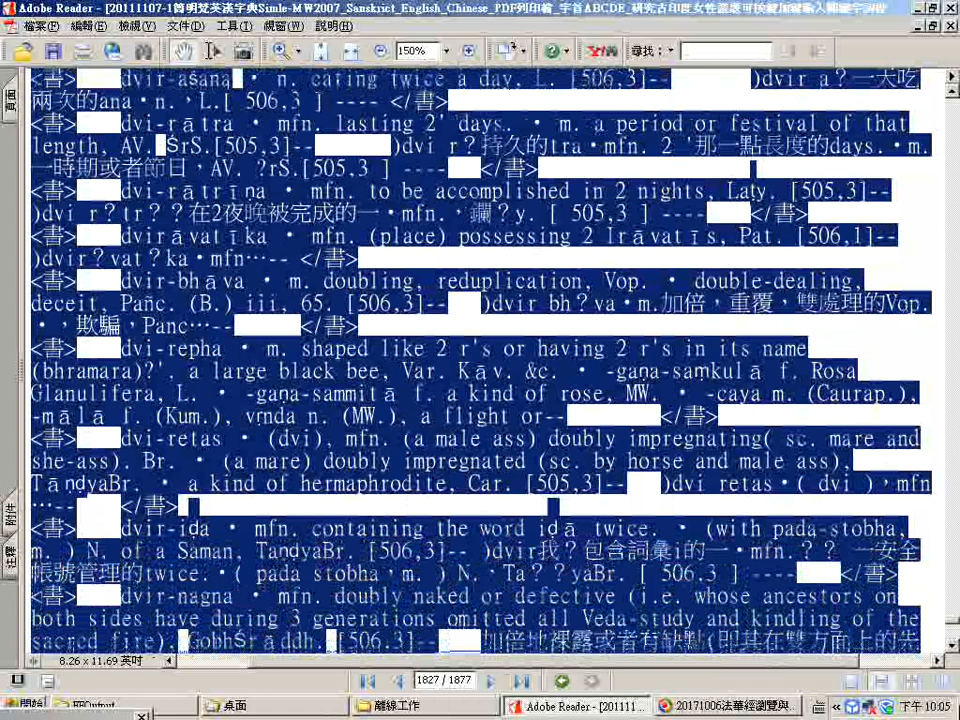 Adobe Reader - [20111107-1簡明梵英漢字典Simle-MW2007_Sanskrit_English_Chinese_PDF列印檔_字首ABCDE_研究古印度女性
檔案(F) 編輯(E) 檢視(V) 文件(D) 工具(T) 視窗(W) 說明(H)
150% 尋找：
頁面
附件
注釋
<書> dvir-aśana • n. eating twice a day, L. [506,3]-- )dvir a？一天吃
兩次的ana•n.，L.[ 506,3 ] ---- </書>
<書> dvi-rātra • mfn. lasting 2' days. • m. a period or festival of that
length, AV. ŚrS.[505,3]-- )dvi r？持久的tra•mfn. 2 '那一點長度的days.•m.
一時期或者節日，AV. ?rS.[505,3 ] ---- </書>
<書> dvi-rātrīṇa • mfn. to be accomplished in 2 nights, Lāṭy. [505,3]--
)dvi r？tr？？在2夜晚被完成的一•mfn.，鑭？y. [ 505,3 ] ---- </書>
<書> dvirāvatīka • mfn. (place) possessing 2 Irāvatīs, Pat. [506,1]--
)dvir？vat？ka•mfn…-- </書>
<書> dvir-bhāva • m. doubling, reduplication, Vop. • double-dealing,
deceit, Pañc. (B.) iii, 65. [506,3]-- )dvir bh？va•m.加倍，重覆，雙處理的Vop.
•，欺騙，Panc…-- </書>
<書> dvi-repha • m. shaped like 2 r's or having 2 r's in its name
(bhramara)?', a large black bee, Var. Kāv. &c. • -gaṇa-saṃkulā f. Rosa
Glanulifera, L. • -gaṇa-sammitā f. a kind of rose, MW. • -caya m. (Caurap.),
-mālā f. (Kum.), vṛnda n. (MW.), a flight or-- </書>
<書> dvi-retas • (dví), mfn. (a male ass) doubly impregnating( sc. mare and
she-ass). Br. • (a mare) doubly impregnated (sc. by horse and male ass),
TāṇḍyaBr. • a kind of hermaphrodite, Car. [505,3]-- )dvi retas•( dvi )，mfn
…-- </書>
<書> dvir-iḍa • mfn. containing the word iḍā twice. • (with pada-stobha,
m. ) N. of a Sāman, TāṇḍyaBr. [506,3]-- )dvir我？包含詞彙i的一•mfn.？？ 一安全
帳號管理的twice.•( pada stobha，m. ) N.，Ta？？yaBr. [ 506,3 ] ---- </書>
<書> dvir-nagna • mfn. doubly naked or defective (i.e. whose ancestors on
both sides have during 3 generations omitted all Veda-study and kindling of the
sacred fire), GobhŚrāddh. [506,3]-- 加倍地裸露或者有缺點(即其在雙方面上的先
8.26 x 11.69 英吋
1827 / 1877
開始 桌面 離線工作 Adobe Reader - [201111... 20171006法華經瀏覽與... 下午 10:05